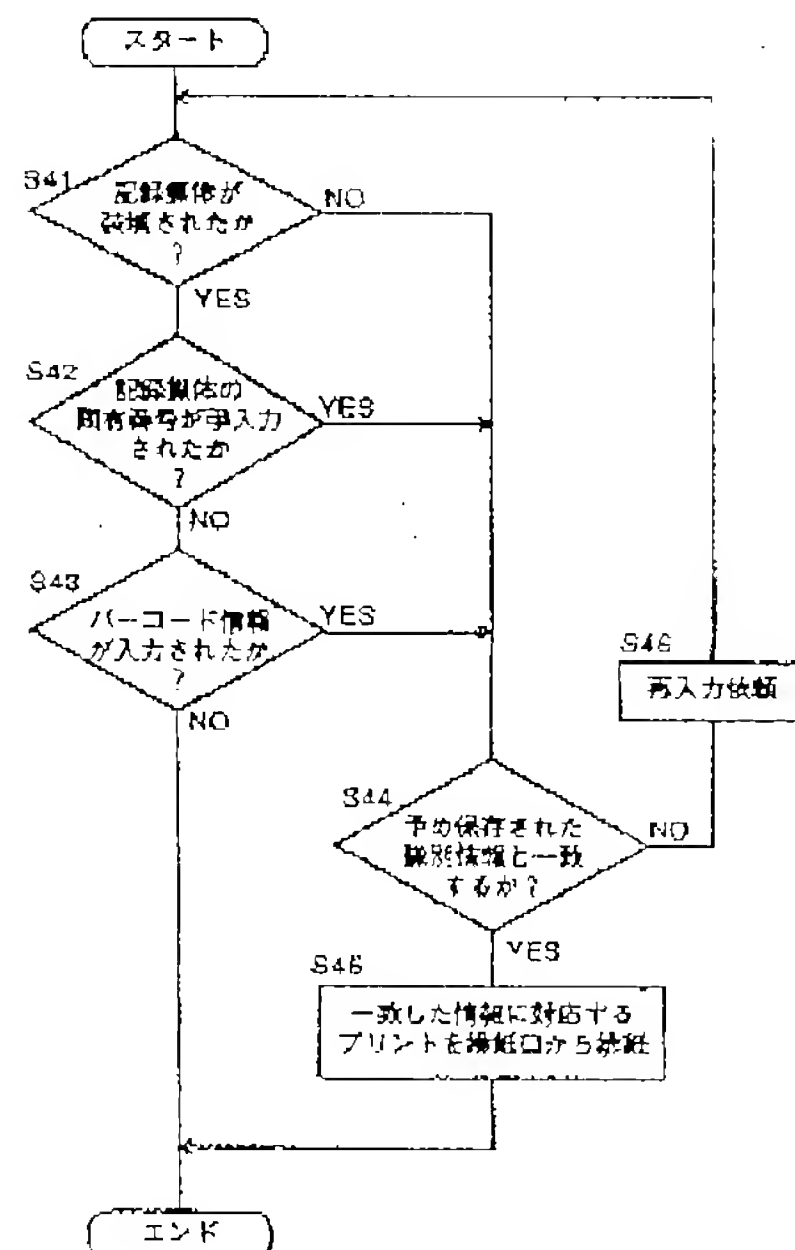 スタート
S41
記録媒体が
装填されたか
?
NO
YES
S42
記録媒体の
固有番号が手入力
されたか
?
YES
NO
S43
バーコード情報
が入力されたか
?
YES
NO
S46
再入力依頼
S44
予め保存された
識別情報と一致
するか?
NO
YES
一致した情報に対応する
プリントを排紙口から排紙
エンド